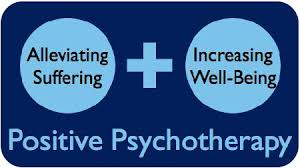 Alleviating
Suffering
+
Increasing
Well-Being
Positive Psychotherapy